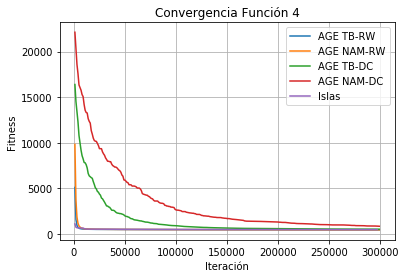 Convergencia Función 4
AGE TB-RW
AGE NAM-RW
AGE TB-DC
AGE NAM-DC
Islas
Fitness
20000
15000
10000
5000
0
0
50000
100000
150000
200000
250000
300000
Iteración